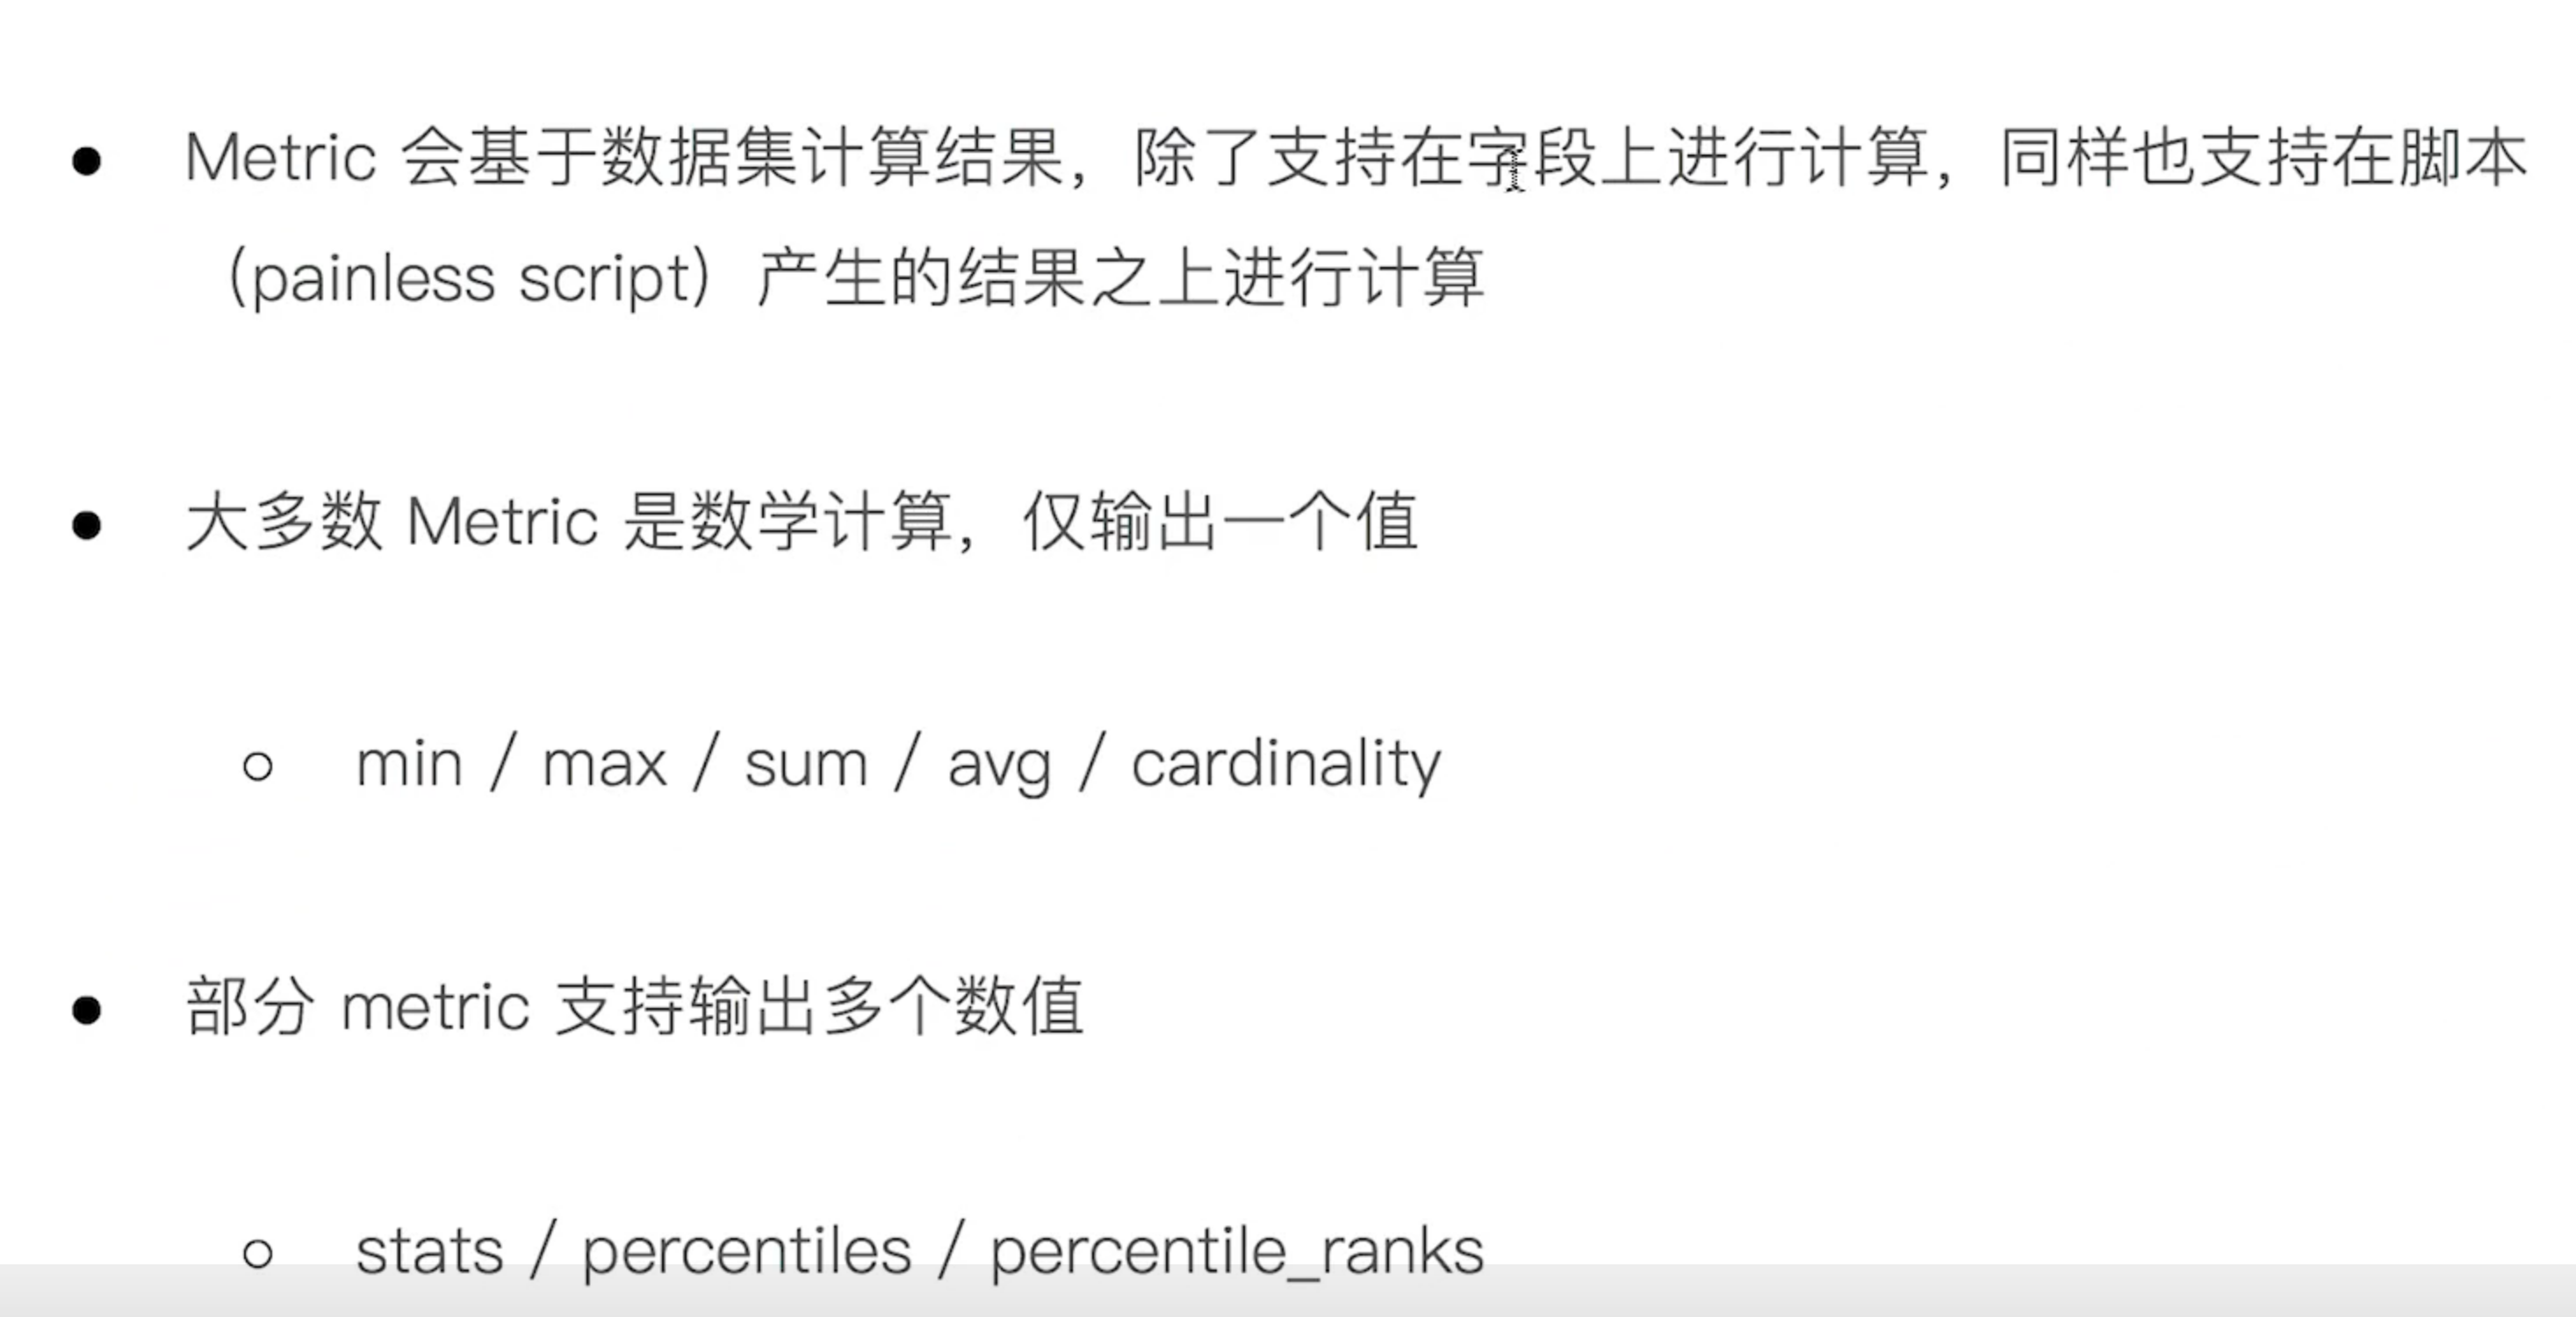 ● Metric 会基于数据集计算结果，除了支持在字段上进行计算，同样也支持在脚本
（painless script）产生的结果之上进行计算
● 大多数 Metric 是数学计算，仅输出一个值
○ min / max / sum / avg / cardinality
● 部分 metric 支持输出多个数值
○ stats / percentiles / percentile_ranks